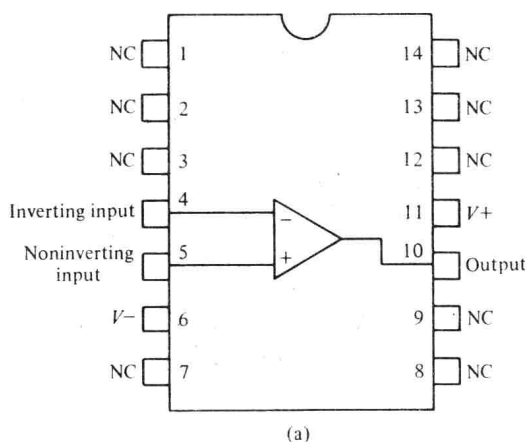 NC 1 14 NC
NC 2 13 NC
NC 3 12 NC
Inverting input 4 − 11 V+
Noninverting input 5 + 10 Output
V− 6 9 NC
NC 7 8 NC
(a)